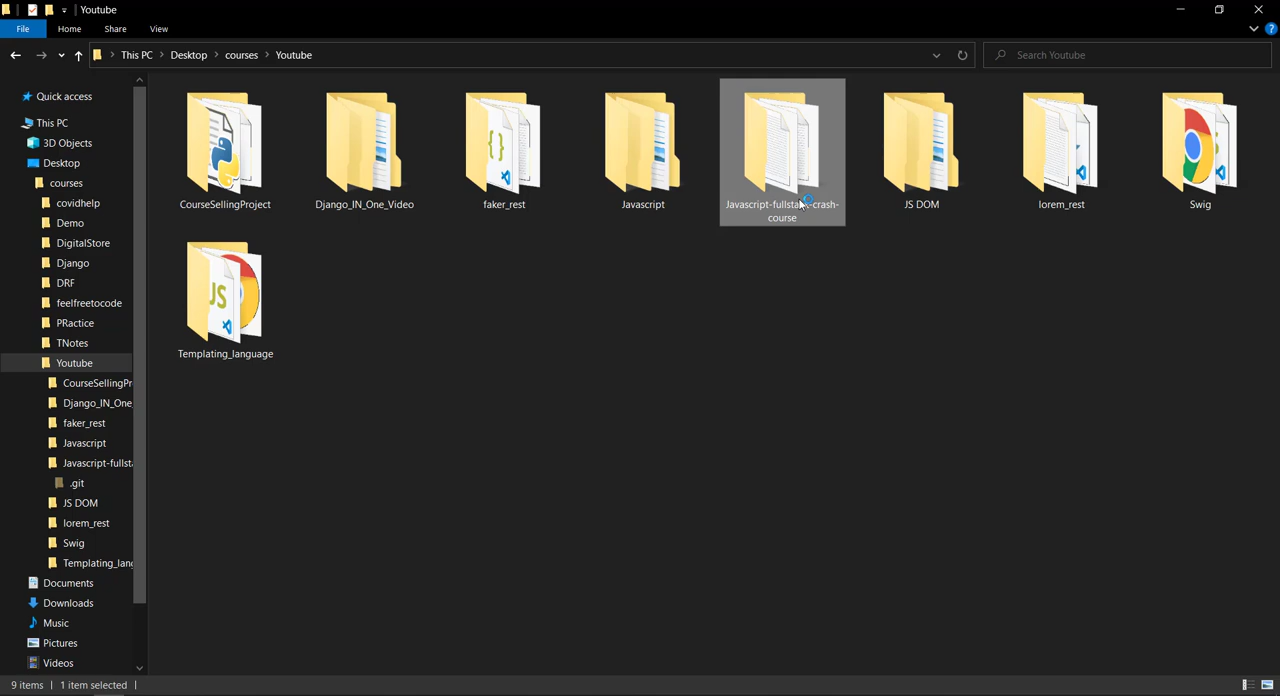 Youtube
File Home Share View
This PC Desktop courses Youtube
Search Youtube
Quick access
This PC
3D Objects
Desktop
courses
covidhelp
Demo
DigitalStore
Django
DRF
feelfreetocode
PRactice
TNotes
Youtube
CourseSellingPr
Django_IN_One
faker_rest
Javascript
Javascript-fullst
.git
JS DOM
lorem_rest
Swig
Templating_lang
Documents
Downloads
Music
Pictures
Videos
CourseSellingProject
Django_IN_One_Video
faker_rest
Javascript
Javascript-fullstack-crash-
course
JS DOM
lorem_rest
Swig
JS
Templating_language
9 items 1 item selected